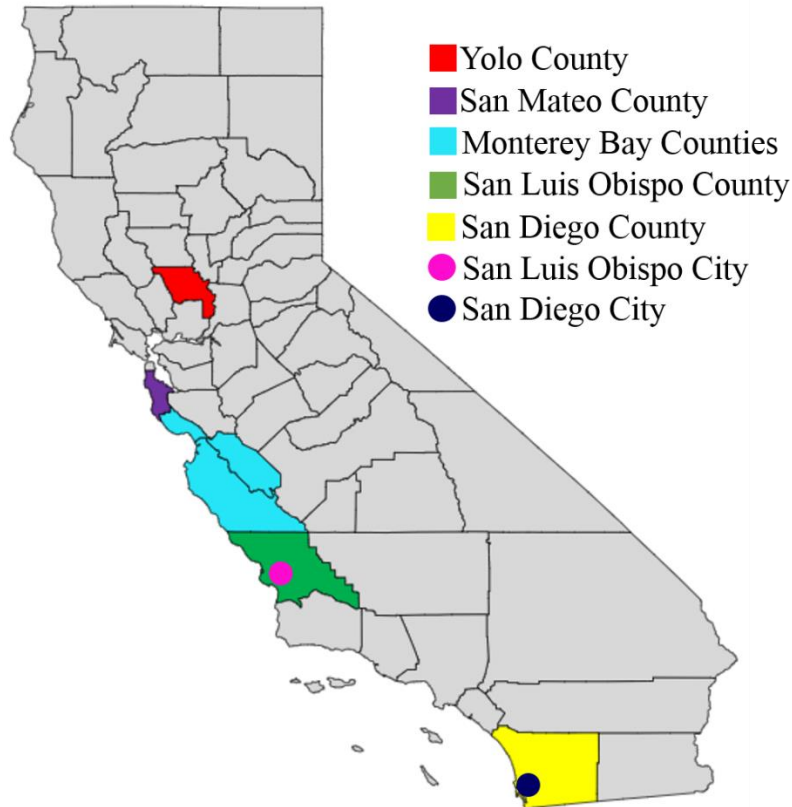 Yolo County
San Mateo County
Monterey Bay Counties
San Luis Obispo County
San Diego County
San Luis Obispo City
San Diego City